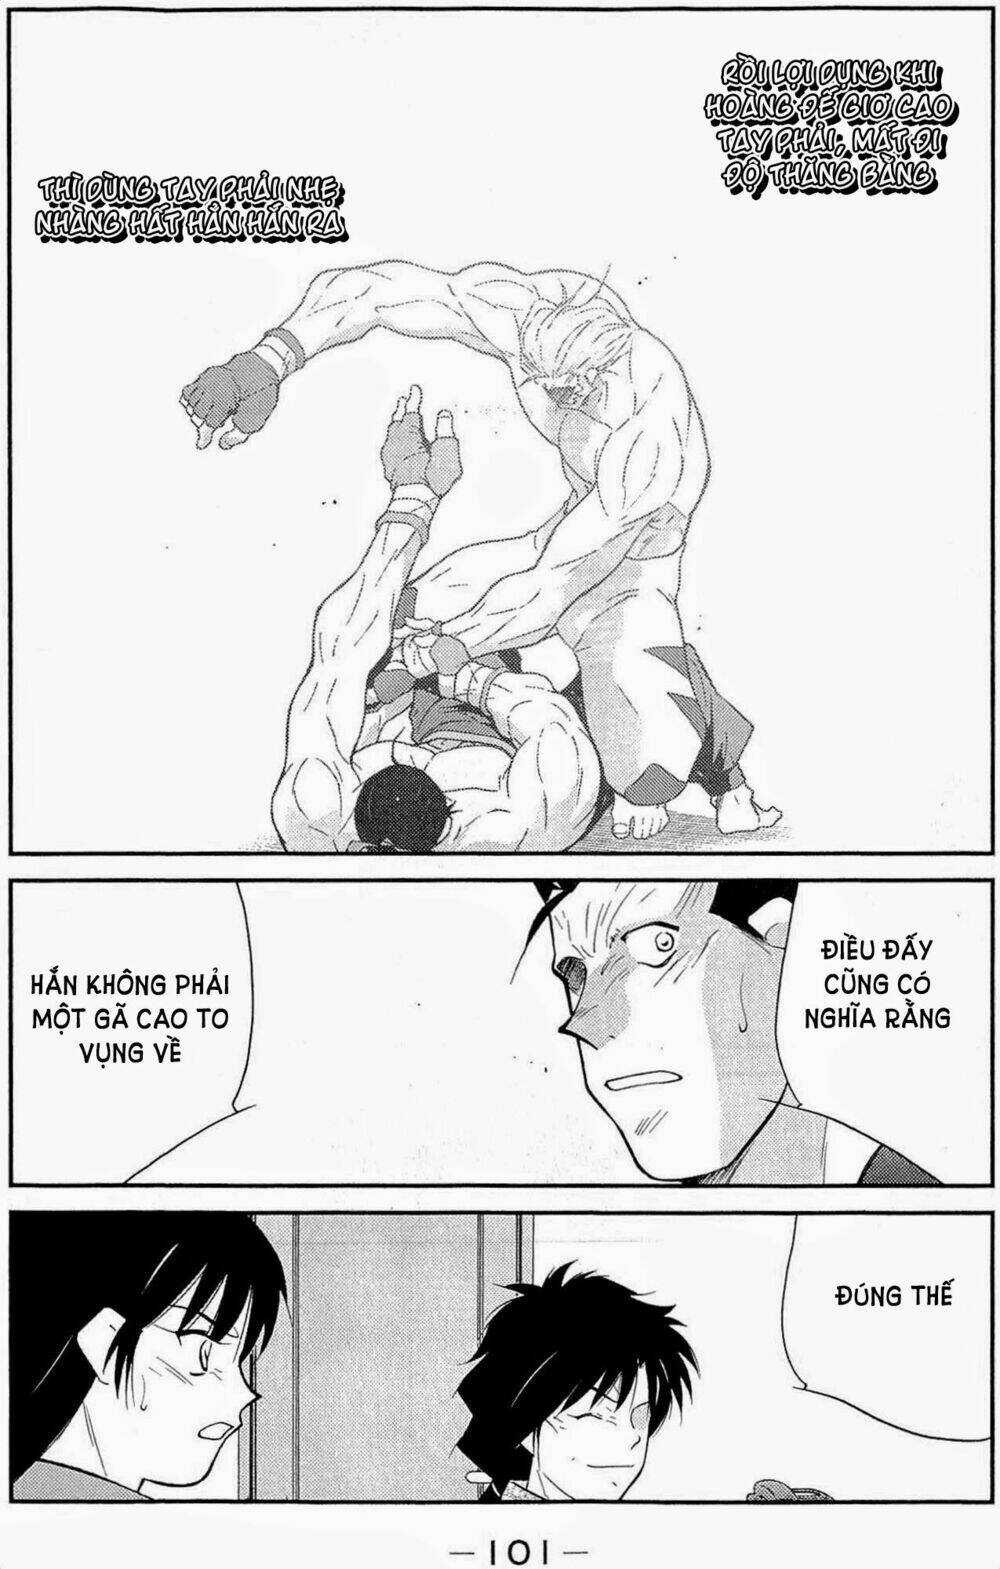 RỒI LỢI DỤNG KHI
HOÀNG ĐẾ GIƠ CAO
TAY PHẢI, MẤT ĐI
ĐỘ THĂNG BẰNG
THÌ DÙNG TAY PHẢI NHẸ
NHÀNG HẤT HẲN HẮN RA
ĐIỀU ĐẤY
CŨNG CÓ
NGHĨA RẰNG
HẮN KHÔNG PHẢI
MỘT GÃ CAO TO
VỤNG VỀ
ĐÚNG THẾ
— 101 —